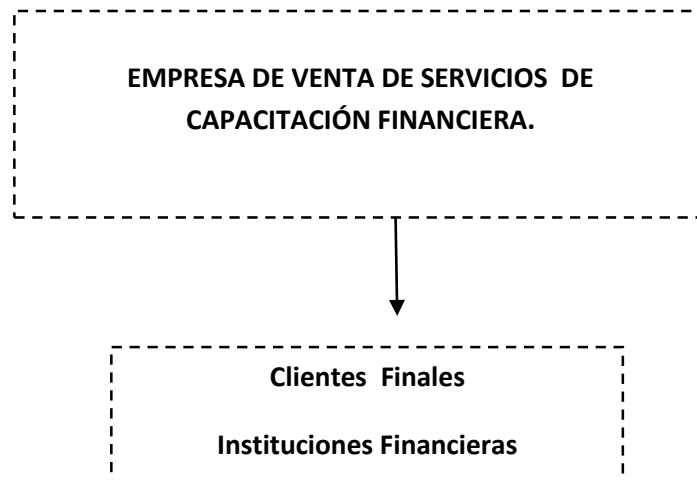 EMPRESA DE VENTA DE SERVICIOS DE
CAPACITACIÓN FINANCIERA.
Clientes Finales
Instituciones Financieras